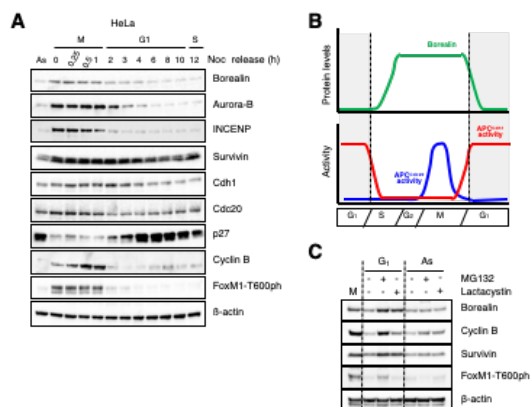 A
HeLa
M G1 S
As 0 0,25 0,5 1 2 3 4 6 8 10 12 Noc release (h)
Borealin
Aurora-B
INCENP
Survivin
Cdh1
Cdc20
p27
Cyclin B
FoxM1-T600ph
ß-actin
B
Protein levels
Borealin
Activity
APC activity
APC activity
G₁ S G₂ M G₁
C
G₁ As
M - + - - + - MG132
- - + - - + Lactacystin
Borealin
Cyclin B
Survivin
FoxM1-T600ph
β-actin